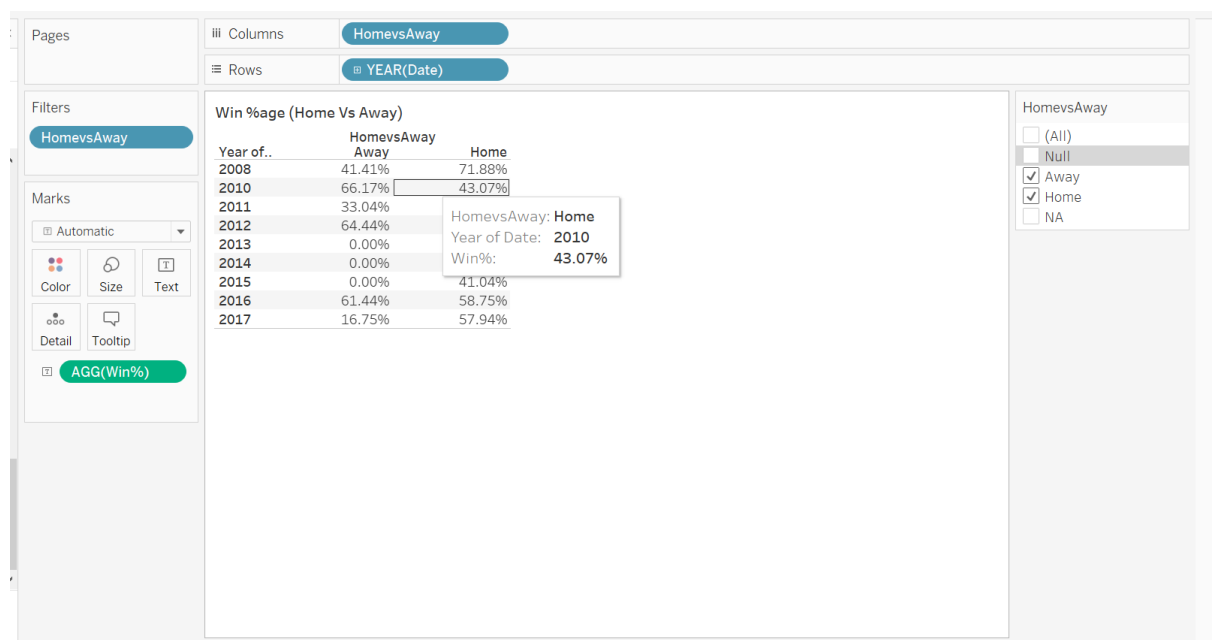 Pages
iii Columns HomevsAway
Rows YEAR(Date)
Filters
HomevsAway
Marks
Automatic
Color Size Text
Detail Tooltip
AGG(Win%)
Win %age (Home Vs Away)
HomevsAway
Year of.. Away Home
2008 41.41% 71.88%
2010 66.17% 43.07%
2011 33.04%
2012 64.44%
2013 0.00%
2014 0.00%
2015 0.00% 41.04%
2016 61.44% 58.75%
2017 16.75% 57.94%
HomevsAway: Home
Year of Date: 2010
Win%: 43.07%
HomevsAway
(All)
Null
Away
Home
NA